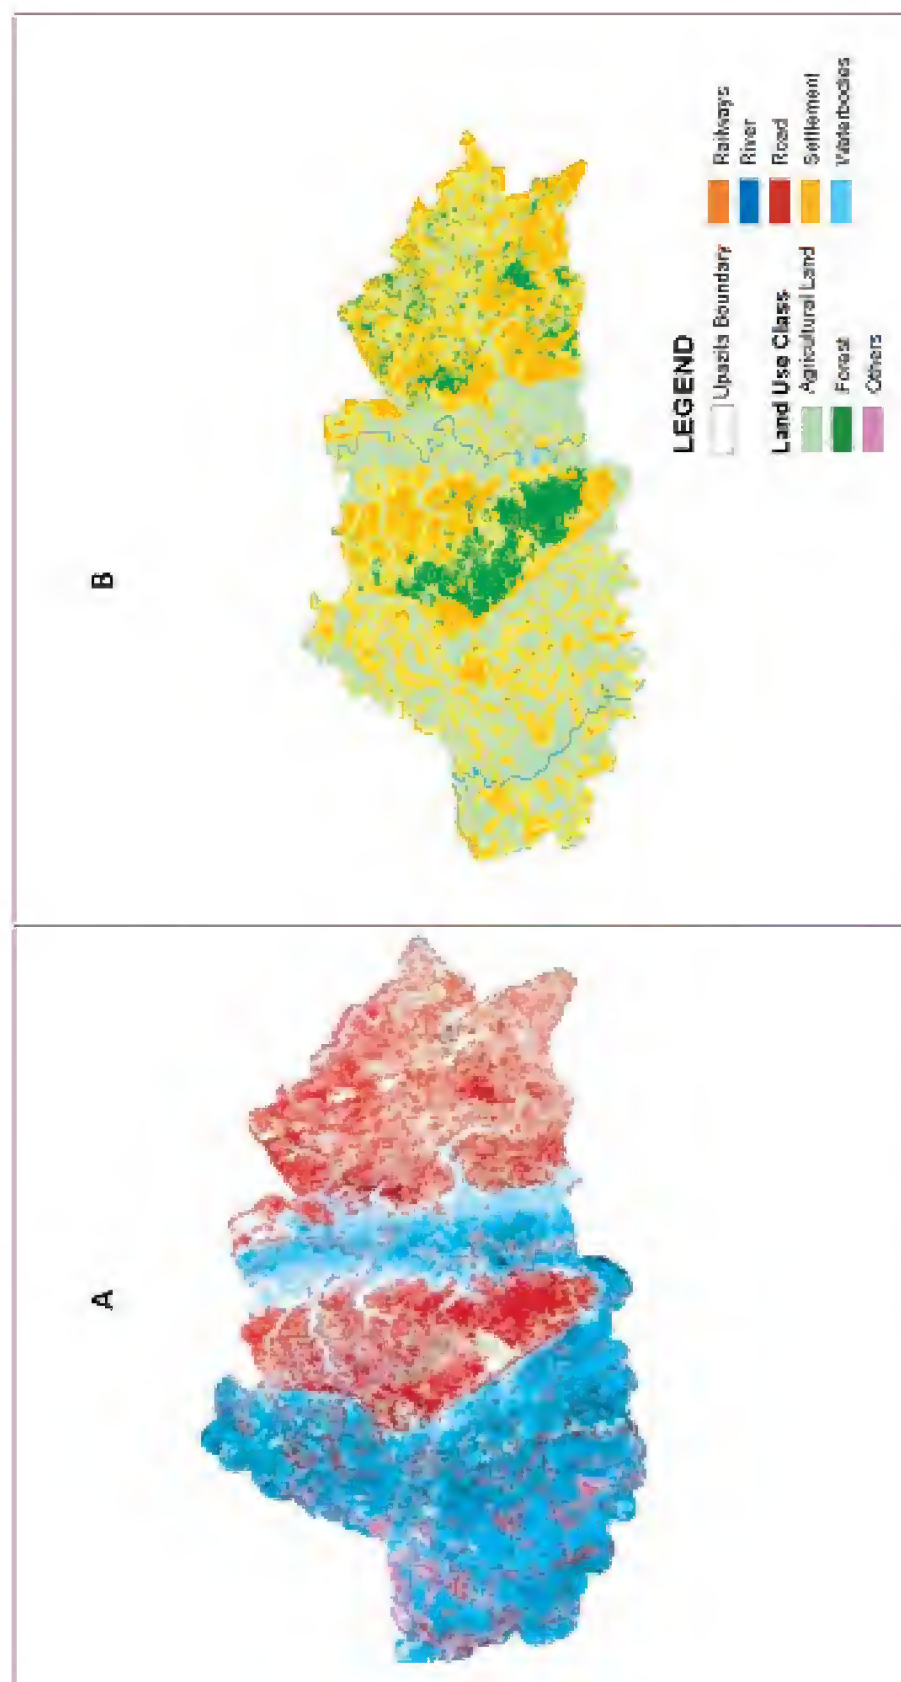 A
B
LEGEND
Upazila Boundary
Land Use Class
Agricultural Land
Forest
Others
Railways
River
Road
Settlement
Waterbodies